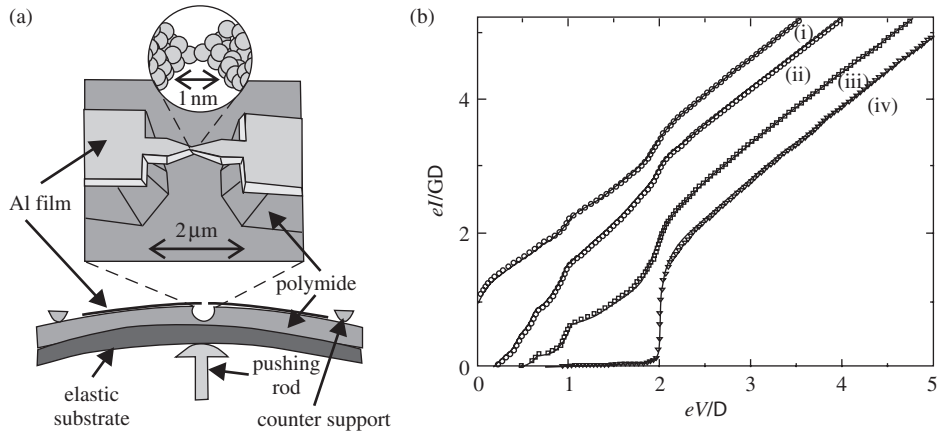 (a)
1 nm
Al film
2 μm
polymide
elastic
substrate
pushing
rod
counter support
(b)
eI/GD
4
2
0
0
1
2
3
4
5
eV/D
(i)
(ii)
(iii)
(iv)